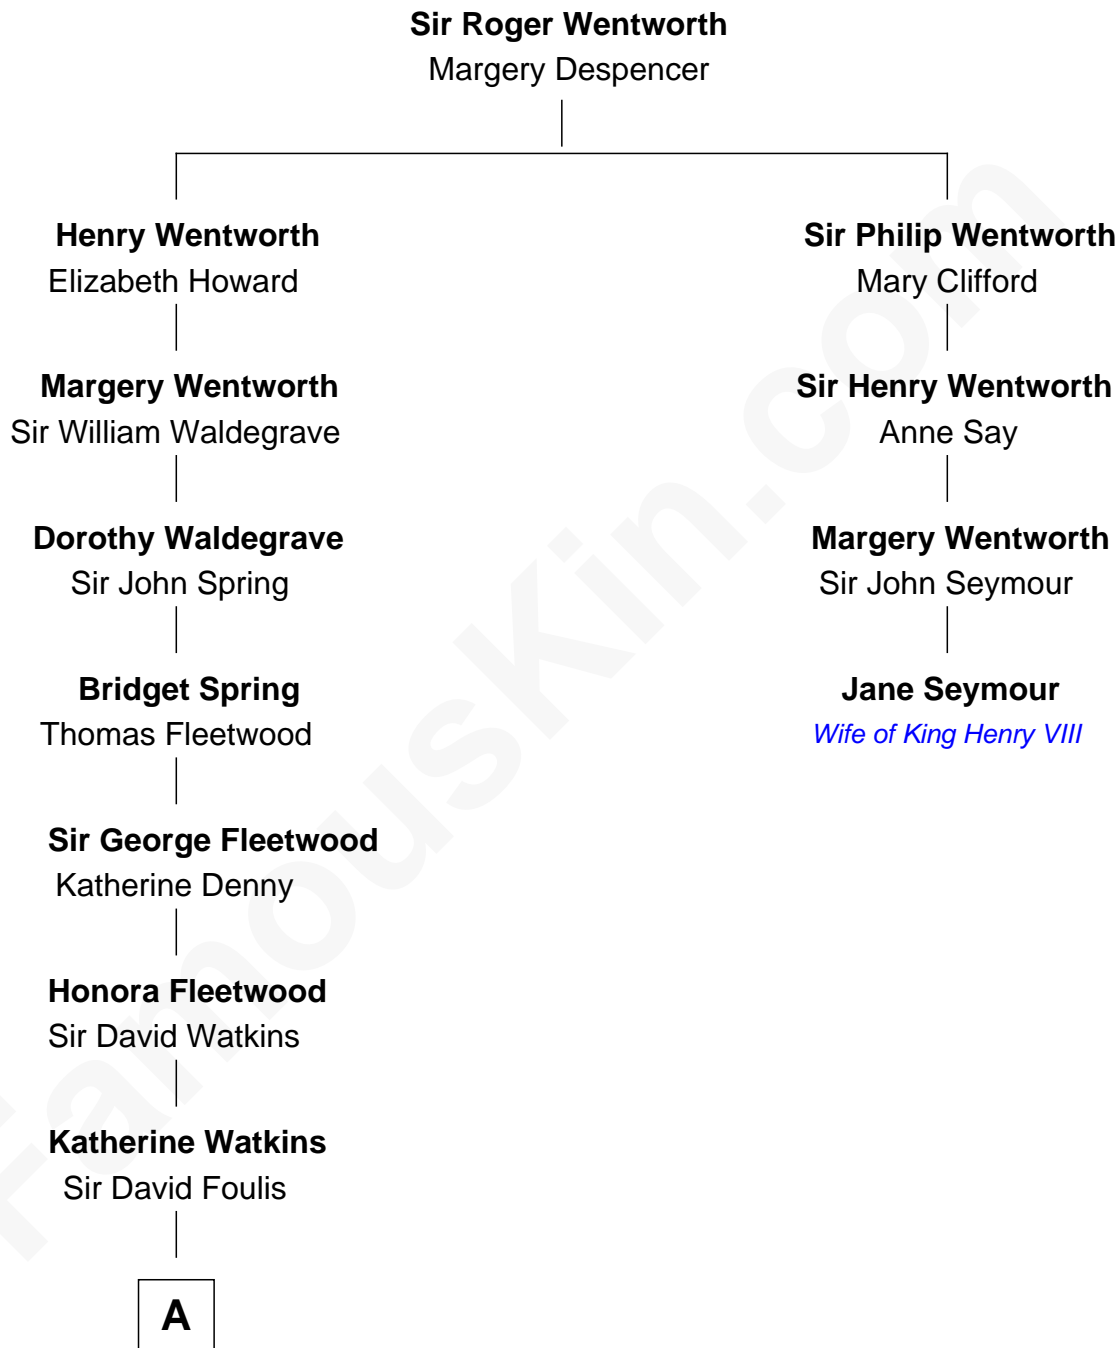 Sir Roger Wentworth
Margery Despencer
Henry Wentworth
Elizabeth Howard
Sir Philip Wentworth
Mary Clifford
Margery Wentworth
Sir William Waldegrave
Sir Henry Wentworth
Anne Say
Dorothy Waldegrave
Sir John Spring
Margery Wentworth
Sir John Seymour
Bridget Spring
Thomas Fleetwood
Jane Seymour
Wife of King Henry VIII
Sir George Fleetwood
Katherine Denny
Honora Fleetwood
Sir David Watkins
Katherine Watkins
Sir David Foulis
A
FamousKin.com